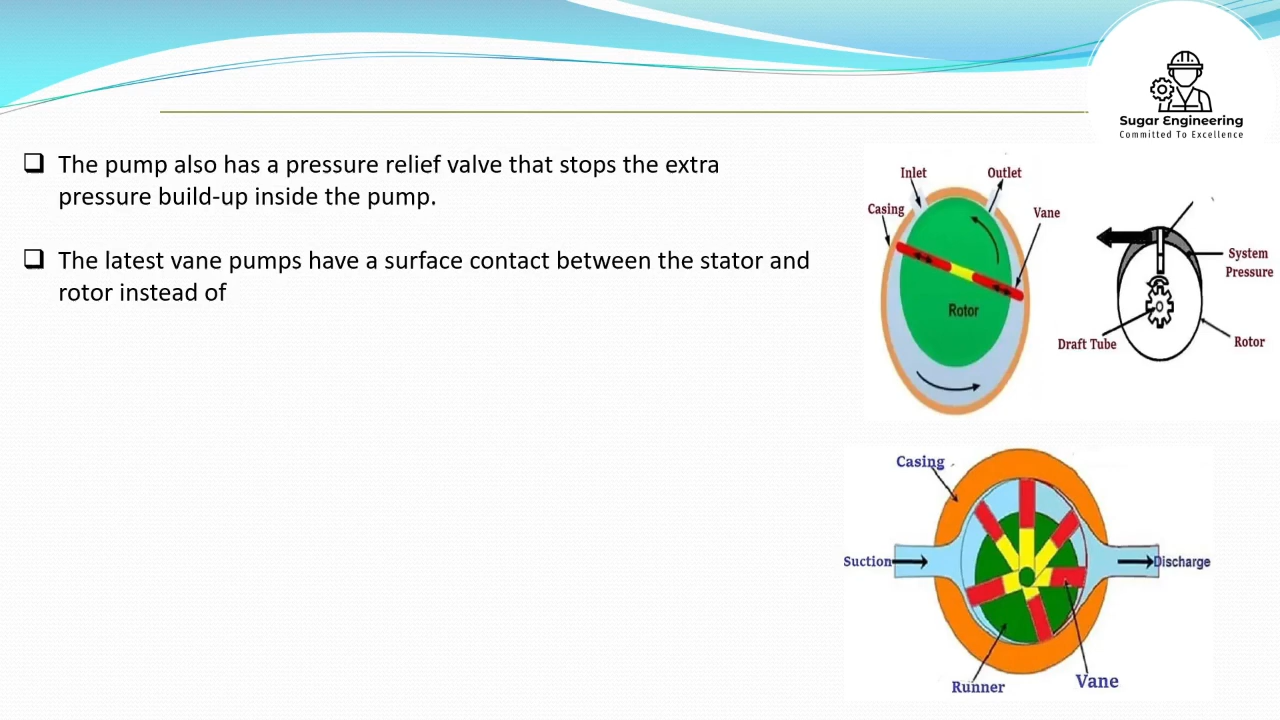 Sugar Engineering
Committed To Excellence
The pump also has a pressure relief valve that stops the extra
pressure build-up inside the pump.
The latest vane pumps have a surface contact between the stator and
rotor instead of
Inlet
Outlet
Casing
Vane
Rotor
System
Pressure
Draft Tube
Rotor
Casing
Suction
Discharge
Runner
Vane